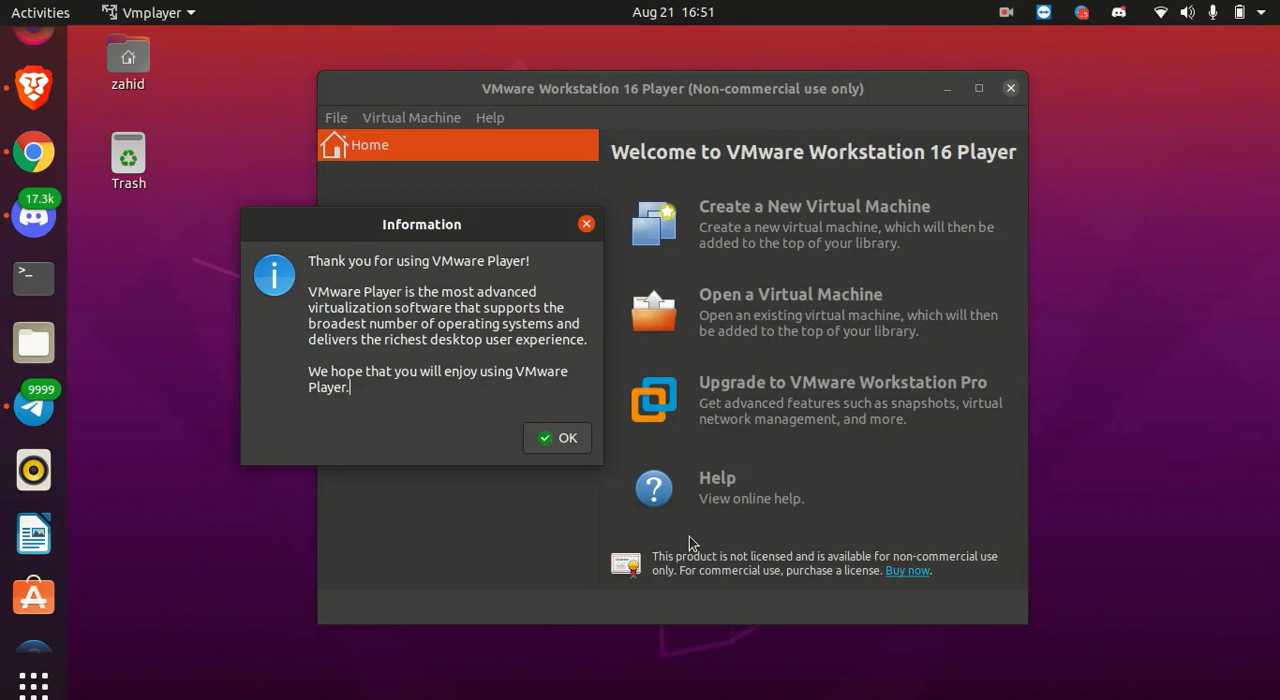 Activities
Vmplayer
Aug 21 16:51
zahid
Trash
17.3k
9999
VMware Workstation 16 Player (Non-commercial use only)
File Virtual Machine Help
Home
Welcome to VMware Workstation 16 Player
Create a New Virtual Machine
Create a new virtual machine, which will then be
added to the top of your library.
Open a Virtual Machine
Open an existing virtual machine, which will then
be added to the top of your library.
Upgrade to VMware Workstation Pro
Get advanced features such as snapshots, virtual
network management, and more.
Help
View online help.
This product is not licensed and is available for non-commercial use
only. For commercial use, purchase a license. Buy now.
Information
Thank you for using VMware Player!
VMware Player is the most advanced
virtualization software that supports the
broadest number of operating systems and
delivers the richest desktop user experience.
We hope that you will enjoy using VMware
Player.
OK